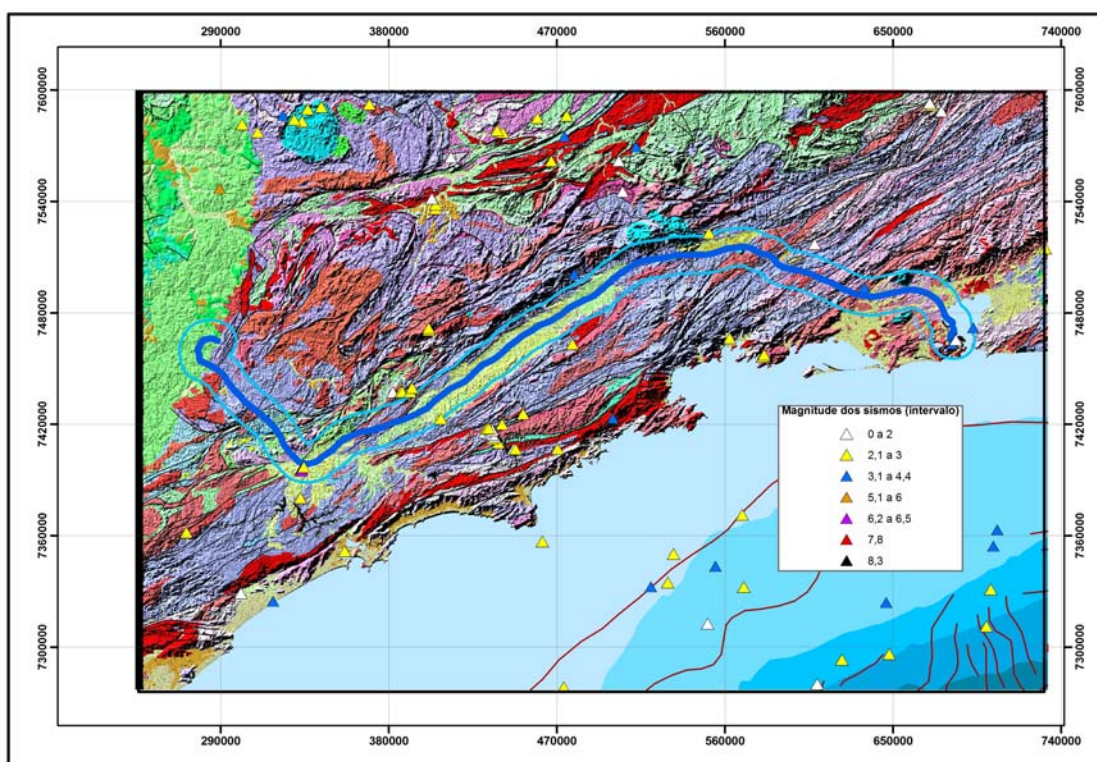 290000 380000 470000 560000 650000 740000
7600000 7600000
7540000 7540000
7480000 7480000
7420000 7420000
7360000 7360000
7300000 7300000
Magnitude dos sismos (intervalo)
0 a 2
2,1 a 3
3,1 a 4,4
5,1 a 6
6,2 a 6,5
7,8
8,3
290000 380000 470000 560000 650000 740000